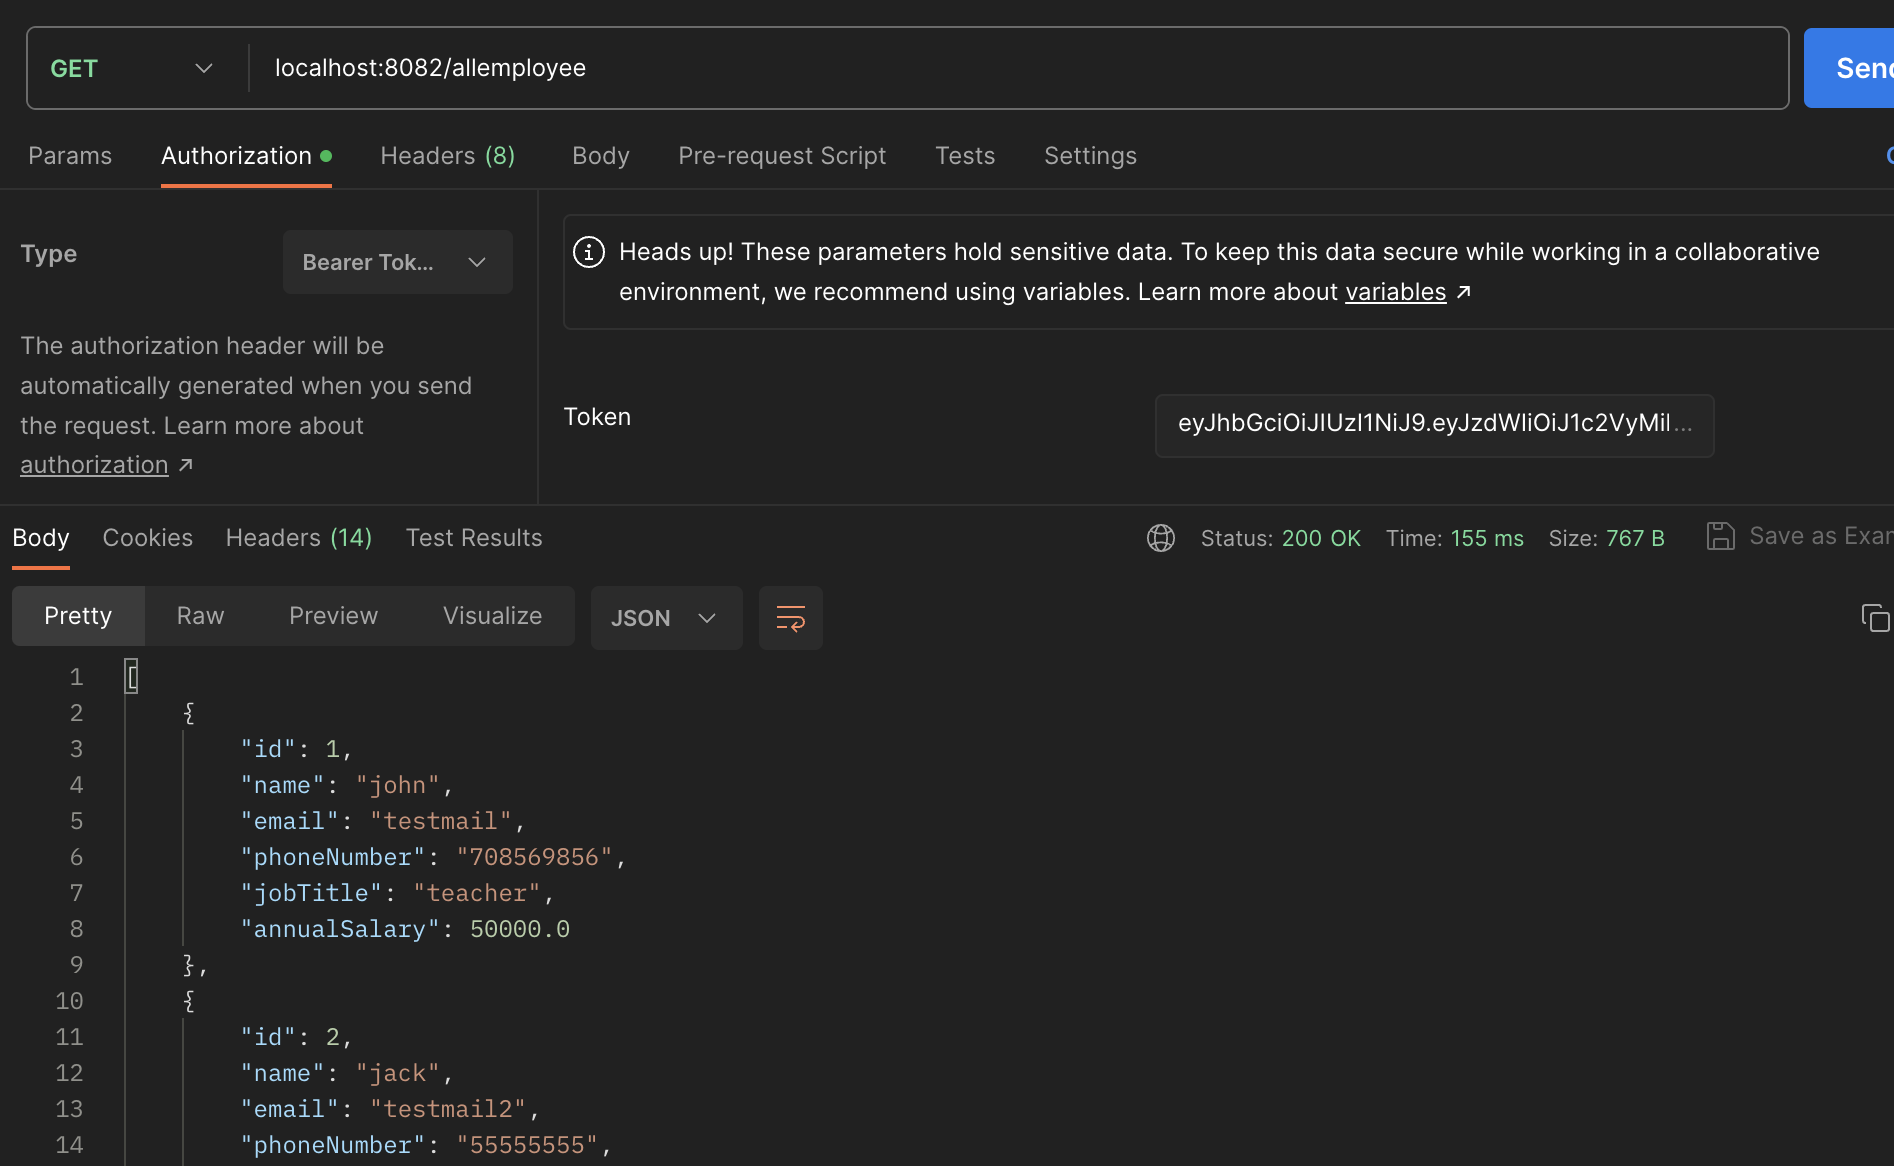 GET localhost:8082/allemployee Send
Params Authorization Headers (8) Body Pre-request Script Tests Settings
Type Bearer Tok...
Heads up! These parameters hold sensitive data. To keep this data secure while working in a collaborative
environment, we recommend using variables. Learn more about variables ↗
The authorization header will be
automatically generated when you send
the request. Learn more about
authorization ↗
Token eyJhbGciOiJIUzI1NiJ9.eyJzdWIiOiJ1c2VyMiI...
Body Cookies Headers (14) Test Results Status: 200 OK Time: 155 ms Size: 767 B Save as Exam
Pretty Raw Preview Visualize JSON
1 [
2 {
3 "id": 1,
4 "name": "john",
5 "email": "testmail",
6 "phoneNumber": "708569856",
7 "jobTitle": "teacher",
8 "annualSalary": 50000.0
9 },
10 {
11 "id": 2,
12 "name": "jack",
13 "email": "testmail2",
14 "phoneNumber": "55555555",